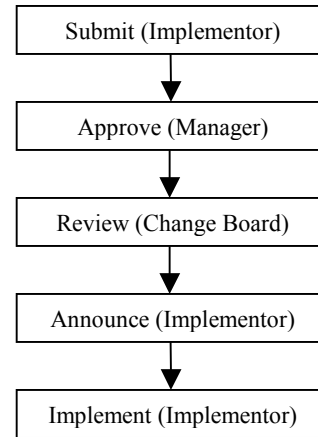 Submit (Implementor)
Approve (Manager)
Review (Change Board)
Announce (Implementor)
Implement (Implementor)